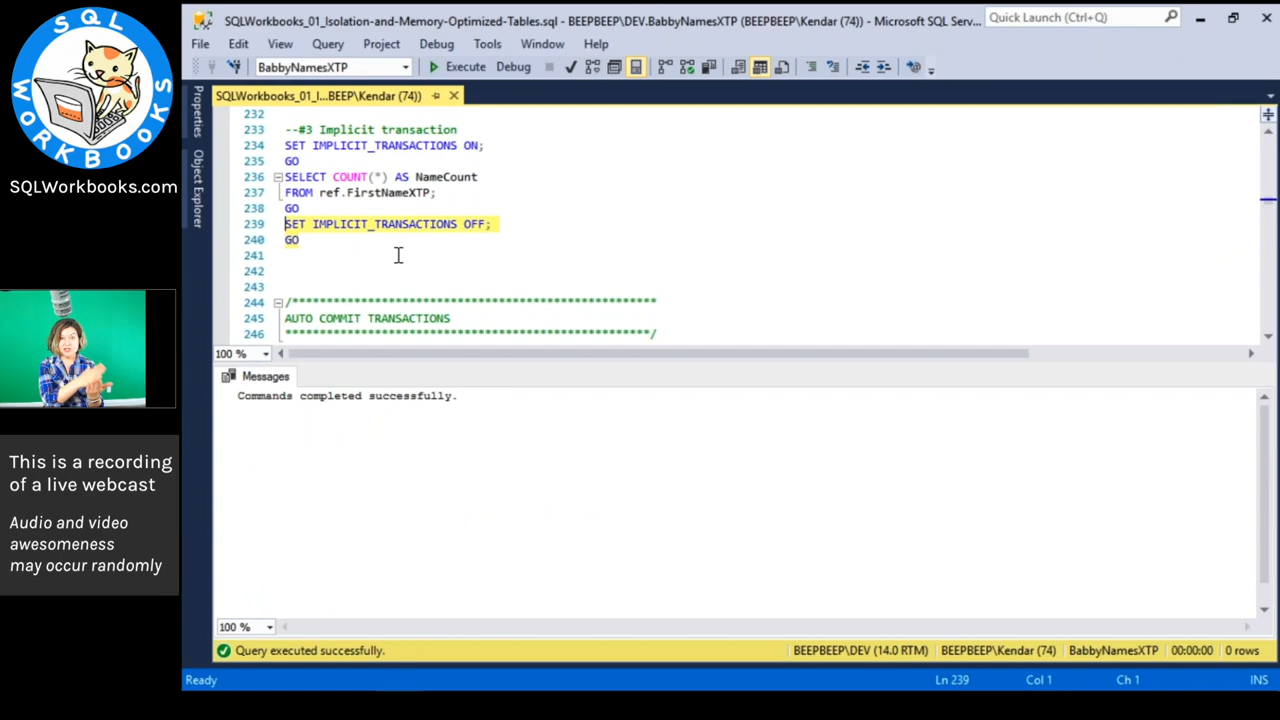 SQL
WORKBOOKS
SQLWorkbooks.com
This is a recording
of a live webcast
Audio and video
awesomeness
may occur randomly
SQLWorkbooks_01_Isolation-and-Memory-Optimized-Tables.sql - BEEPBEEP\DEV.BabbyNamesXTP (BEEPBEEP\Kendar (74)) - Microsoft SQL Serv...
Quick Launch (Ctrl+Q)
File Edit View Query Project Debug Tools Window Help
BabbyNamesXTP Execute Debug
Properties
Object Explorer
SQLWorkbooks_01_I...BEEP\Kendar (74))
232
233 --#3 Implicit transaction
234 SET IMPLICIT_TRANSACTIONS ON;
235 GO
236 SELECT COUNT(*) AS NameCount
237 FROM ref.FirstNameXTP;
238 GO
239 SET IMPLICIT_TRANSACTIONS OFF;
240 GO
241
242
243
244 /*****************************************************
245 AUTO COMMIT TRANSACTIONS
246 *****************************************************/
100 %
Messages
Commands completed successfully.
100 %
Query executed successfully. BEEPBEEP\DEV (14.0 RTM) BEEPBEEP\Kendar (74) BabbyNamesXTP 00:00:00 0 rows
Ready Ln 239 Col 1 Ch 1 INS